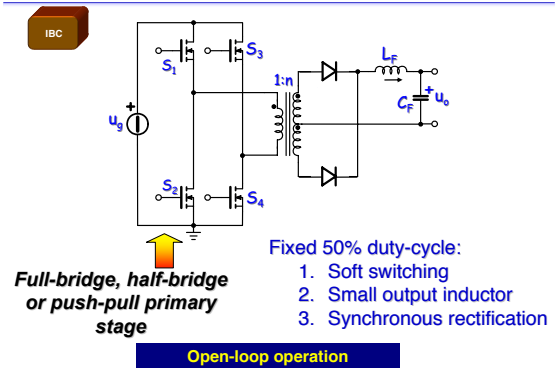 IBC
S1
S3
1:n
LF
CF
+
uo
+
ug
S2
S4
Full-bridge, half-bridge
or push-pull primary
stage
Fixed 50% duty-cycle:
1. Soft switching
2. Small output inductor
3. Synchronous rectification
Open-loop operation